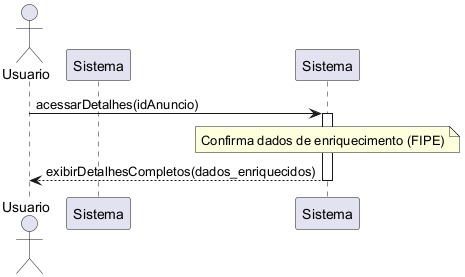 Usuario
Sistema
Sistema
acessarDetalhes(idAnuncio)
Confirma dados de enriquecimento (FIPE)
exibirDetalhesCompletos(dados_enriquecidos)
Usuario
Sistema
Sistema